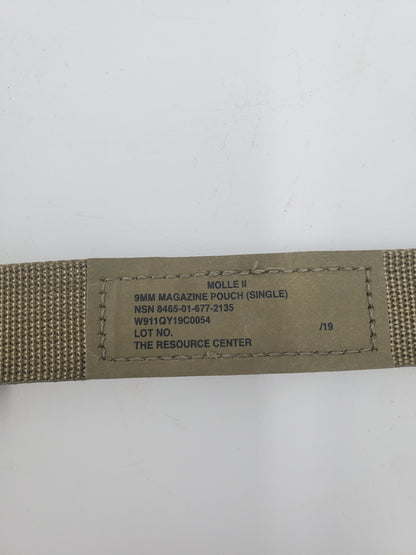 MOLLE II
9MM MAGAZINE POUCH (SINGLE)
NSN 8465-01-677-2135
W911QY19C0054
LOT NO. /19
THE RESOURCE CENTER